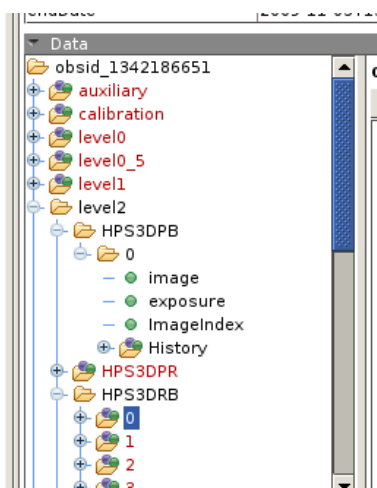 Data
obsid_1342186651
auxiliary
calibration
level0
level0_5
level1
level2
HPS3DPB
0
image
exposure
ImageIndex
History
HPS3DPR
HPS3DRB
0
1
2
3